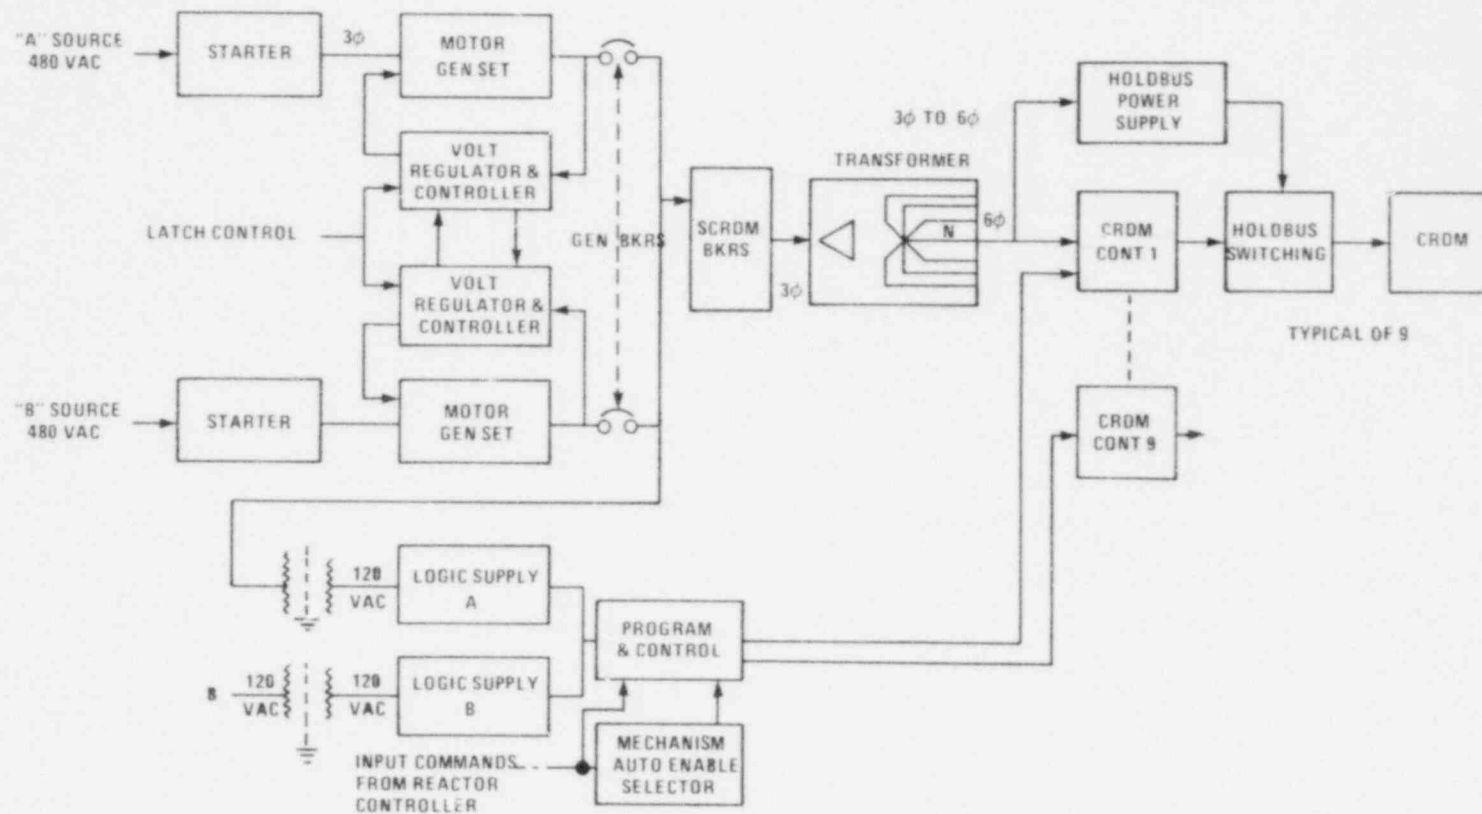 "A" SOURCE
480 VAC
STARTER
3ϕ
MOTOR
GEN SET
VOLT
REGULATOR &
CONTROLLER
LATCH CONTROL
VOLT
REGULATOR &
CONTROLLER
GEN BKRS
"B" SOURCE
480 VAC
STARTER
MOTOR
GEN SET
SCRDM
BKRS
3ϕ
3ϕ TO 6ϕ
TRANSFORMER
N
6ϕ
HOLDBUS
POWER
SUPPLY
CRDM
CONT 1
HOLDBUS
SWITCHING
CRDM
TYPICAL OF 9
CRDM
CONT 9
120
VAC
LOGIC SUPPLY
A
B
120
VAC
120
VAC
LOGIC SUPPLY
B
PROGRAM
& CONTROL
MECHANISM
AUTO ENABLE
SELECTOR
INPUT COMMANDS
FROM REACTOR
CONTROLLER